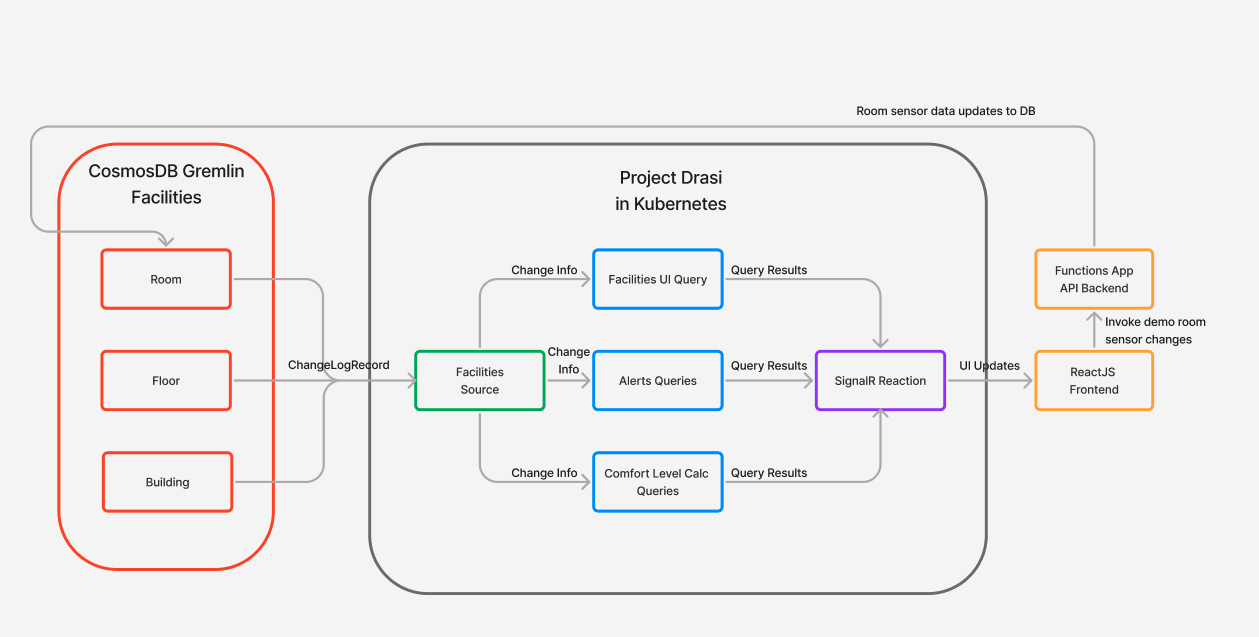 Room sensor data updates to DB
CosmosDB Gremlin
Facilities
Project Drasi
in Kubernetes
Room
Floor
Building
ChangeLogRecord
Facilities
Source
Change Info
Change
Info
Change Info
Facilities UI Query
Alerts Queries
Comfort Level Calc
Queries
Query Results
Query Results
Query Results
SignalR Reaction
UI Updates
Functions App
API Backend
Invoke demo room
sensor changes
ReactJS
Frontend